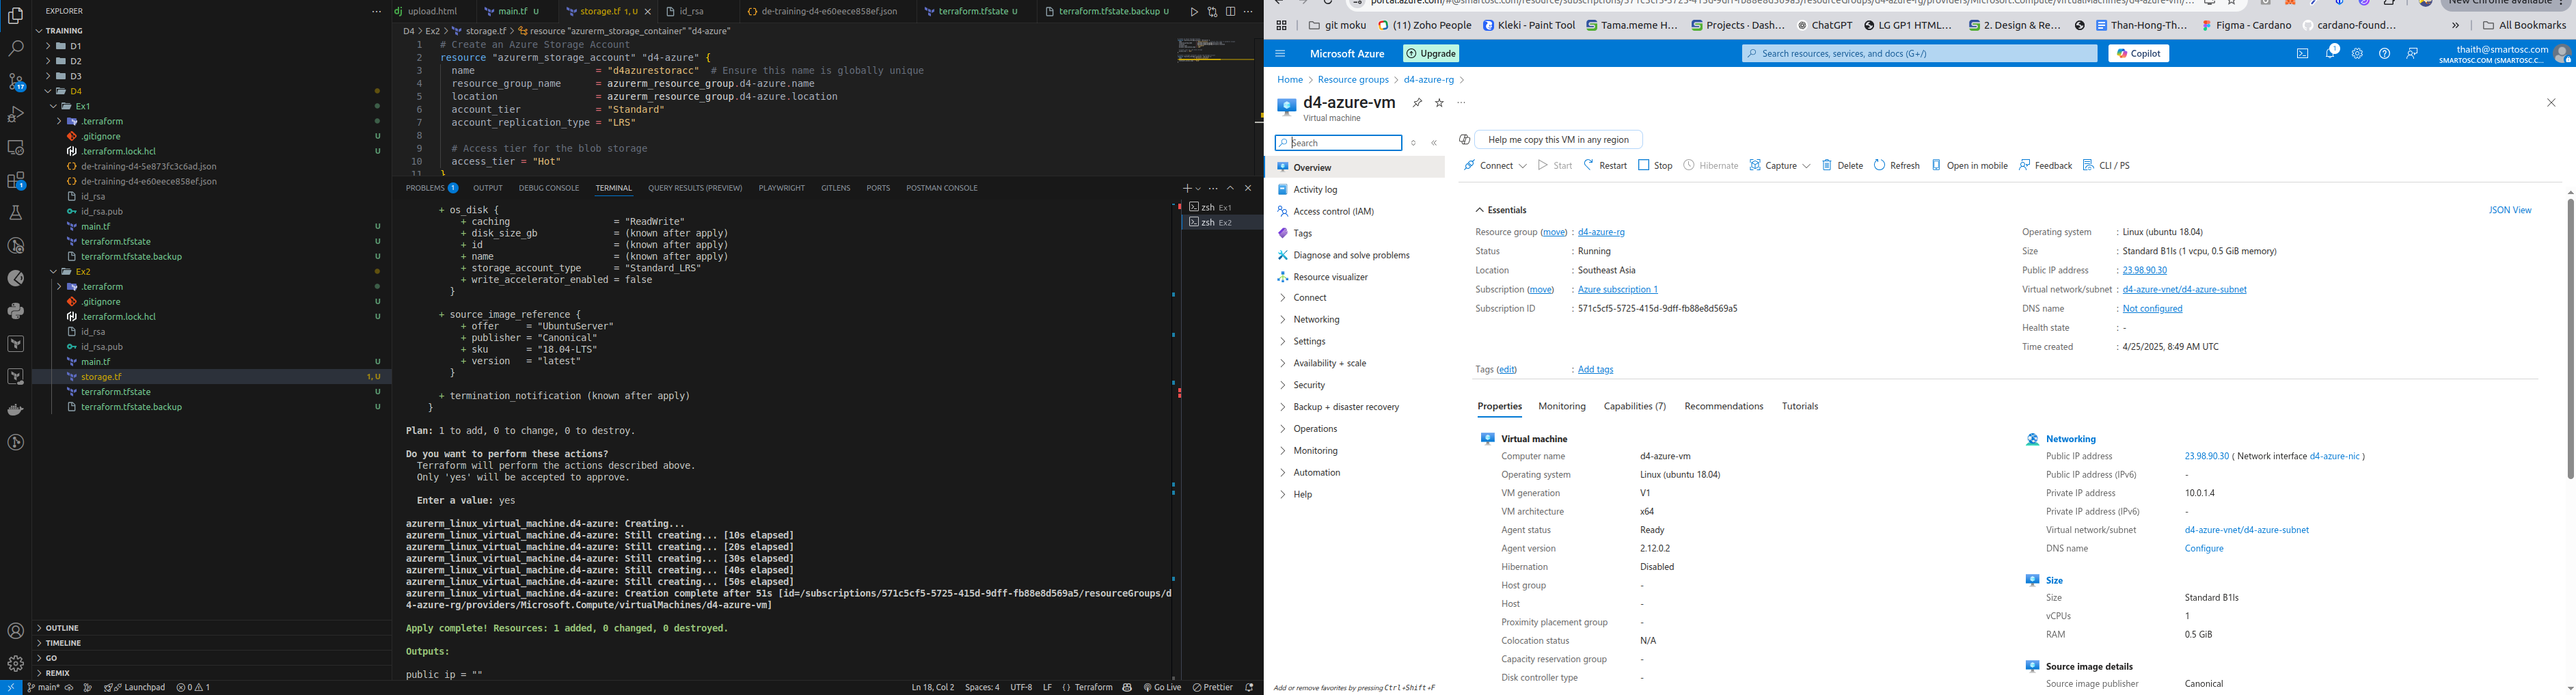 EXPLORER
TRAINING
D1
D2
D3
D4
Ex1
.terraform
.gitignore
.terraform.lock.hcl U
de-training-d4-5e873fc3c6ad.json
de-training-d4-e60eece858ef.json
id_rsa
id_rsa.pub
main.tf U
terraform.tfstate U
terraform.tfstate.backup U
Ex2
.terraform
.gitignore U
.terraform.lock.hcl U
id_rsa
id_rsa.pub
main.tf U
storage.tf 1, U
terraform.tfstate U
terraform.tfstate.backup U
OUTLINE
TIMELINE
GO
REMIX
upload.html
main.tf U
storage.tf 1, U
id_rsa
de-training-d4-e60eece858ef.json
terraform.tfstate U
terraform.tfstate.backup U
D4 > Ex2 > storage.tf > resource "azurerm_storage_container" "d4-azure"
1 # Create an Azure Storage Account
2 resource "azurerm_storage_account" "d4-azure" {
3 name = "d4azurestoracc" # Ensure this name is globally unique
4 resource_group_name = azurerm_resource_group.d4-azure.name
5 location = azurerm_resource_group.d4-azure.location
6 account_tier = "Standard"
7 account_replication_type = "LRS"
8
9 # Access tier for the blob storage
10 access_tier = "Hot"
11 }
PROBLEMS 1 OUTPUT DEBUG CONSOLE TERMINAL QUERY RESULTS (PREVIEW) PLAYWRIGHT GITLENS PORTS POSTMAN CONSOLE
zsh Ex1
zsh Ex2
+ os_disk {
+ caching = "ReadWrite"
+ disk_size_gb = (known after apply)
+ id = (known after apply)
+ name = (known after apply)
+ storage_account_type = "Standard_LRS"
+ write_accelerator_enabled = false
}
+ source_image_reference {
+ offer = "UbuntuServer"
+ publisher = "Canonical"
+ sku = "18.04-LTS"
+ version = "latest"
}
+ termination_notification (known after apply)
}
Plan: 1 to add, 0 to change, 0 to destroy.
Do you want to perform these actions?
Terraform will perform the actions described above.
Only 'yes' will be accepted to approve.
Enter a value: yes
azurerm_linux_virtual_machine.d4-azure: Creating...
azurerm_linux_virtual_machine.d4-azure: Still creating... [10s elapsed]
azurerm_linux_virtual_machine.d4-azure: Still creating... [20s elapsed]
azurerm_linux_virtual_machine.d4-azure: Still creating... [30s elapsed]
azurerm_linux_virtual_machine.d4-azure: Still creating... [40s elapsed]
azurerm_linux_virtual_machine.d4-azure: Still creating... [50s elapsed]
azurerm_linux_virtual_machine.d4-azure: Creation complete after 51s [id=/subscriptions/571c5cf5-5725-415d-9dff-fb88e8d569a5/resourceGroups/d
4-azure-rg/providers/Microsoft.Compute/virtualMachines/d4-azure-vm]
Apply complete! Resources: 1 added, 0 changed, 0 destroyed.
Outputs:
public ip = ""
main* Launchpad 0 1 Ln 18, Col 2 Spaces: 4 UTF-8 LF {} Terraform Go Live Prettier
git moku (11) Zoho People Kleki - Paint Tool Tama.meme H... Projects · Dash... ChatGPT LG GP1 HTML... 2. Design & Re... Than-Hong-Th... Figma - Cardano cardano-found... » All Bookmarks
Microsoft Azure Upgrade Search resources, services, and docs (G+/) Copilot 1 thaith@smartosc.com
SMARTOSC.COM (SMARTOSC.C...
Home > Resource groups > d4-azure-rg >
d4-azure-vm
Virtual machine
Search
Overview
Activity log
Access control (IAM)
Tags
Diagnose and solve problems
Resource visualizer
Connect
Networking
Settings
Availability + scale
Security
Backup + disaster recovery
Operations
Monitoring
Automation
Help
Add or remove favorites by pressing Ctrl+Shift+F
Help me copy this VM in any region
Connect Start Restart Stop Hibernate Capture Delete Refresh Open in mobile Feedback CLI / PS
Essentials JSON View
Resource group (move) : d4-azure-rg
Status : Running
Location : Southeast Asia
Subscription (move) : Azure subscription 1
Subscription ID : 571c5cf5-5725-415d-9dff-fb88e8d569a5
Operating system : Linux (ubuntu 18.04)
Size : Standard B1ls (1 vcpu, 0.5 GiB memory)
Public IP address : 23.98.90.30
Virtual network/subnet : d4-azure-vnet/d4-azure-subnet
DNS name : Not configured
Health state : -
Time created : 4/25/2025, 8:49 AM UTC
Tags (edit) : Add tags
Properties Monitoring Capabilities (7) Recommendations Tutorials
Virtual machine
Computer name d4-azure-vm
Operating system Linux (ubuntu 18.04)
VM generation V1
VM architecture x64
Agent status Ready
Agent version 2.12.0.2
Hibernation Disabled
Host group -
Host -
Proximity placement group -
Colocation status N/A
Capacity reservation group -
Disk controller type -
Networking
Public IP address 23.98.90.30 ( Network interface d4-azure-nic )
Public IP address (IPv6) -
Private IP address 10.0.1.4
Private IP address (IPv6) -
Virtual network/subnet d4-azure-vnet/d4-azure-subnet
DNS name Configure
Size
Size Standard B1ls
vCPUs 1
RAM 0.5 GiB
Source image details
Source image publisher Canonical